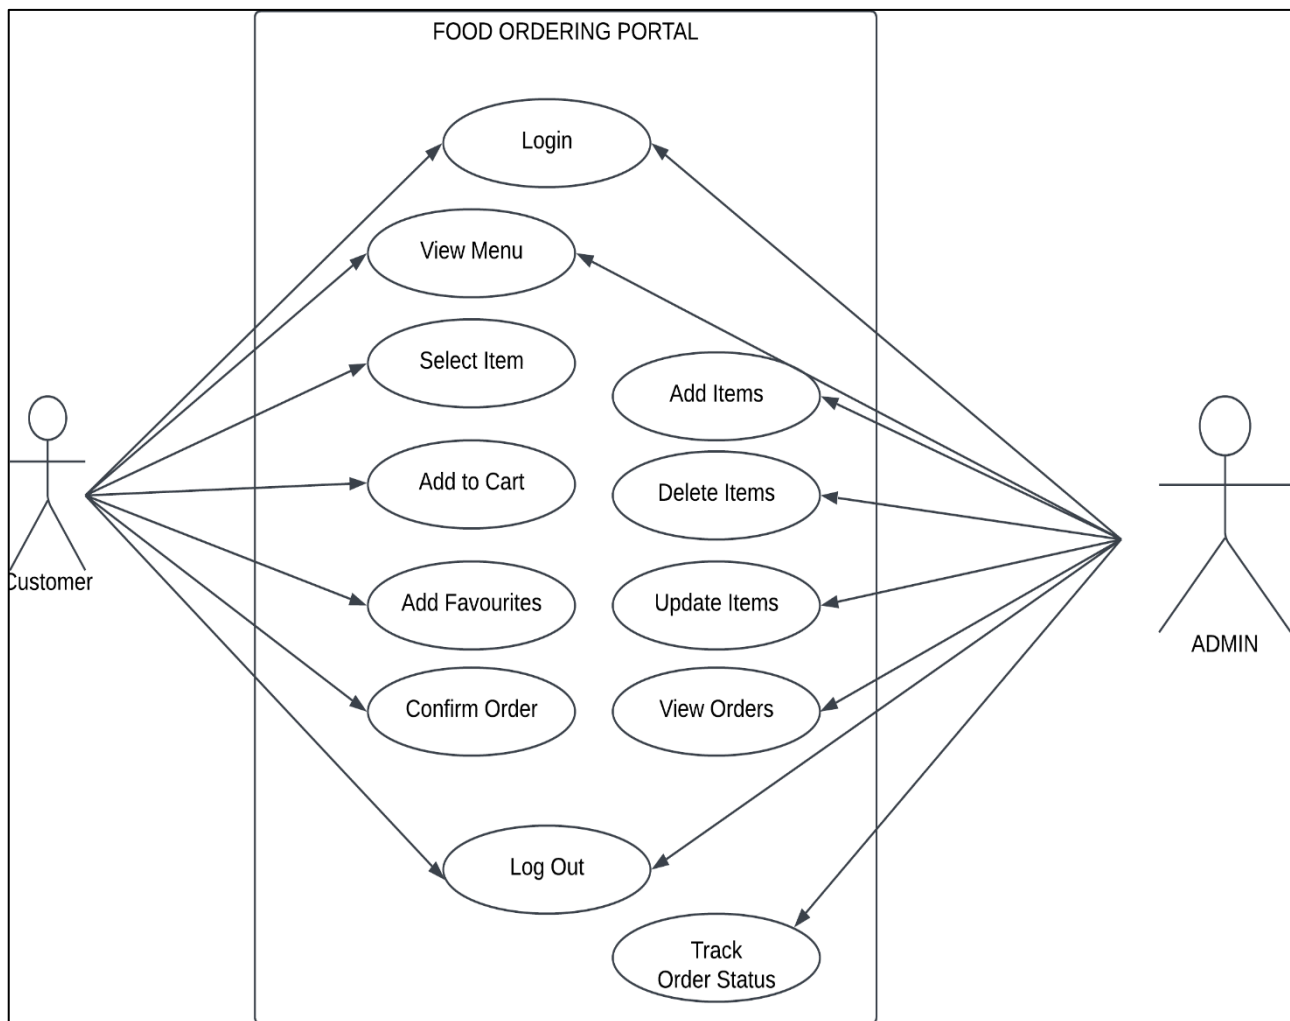 FOOD ORDERING PORTAL
Login
View Menu
Select Item
Add Items
Add to Cart
Delete Items
Customer
Add Favourites
Update Items
ADMIN
Confirm Order
View Orders
Log Out
Track
Order Status